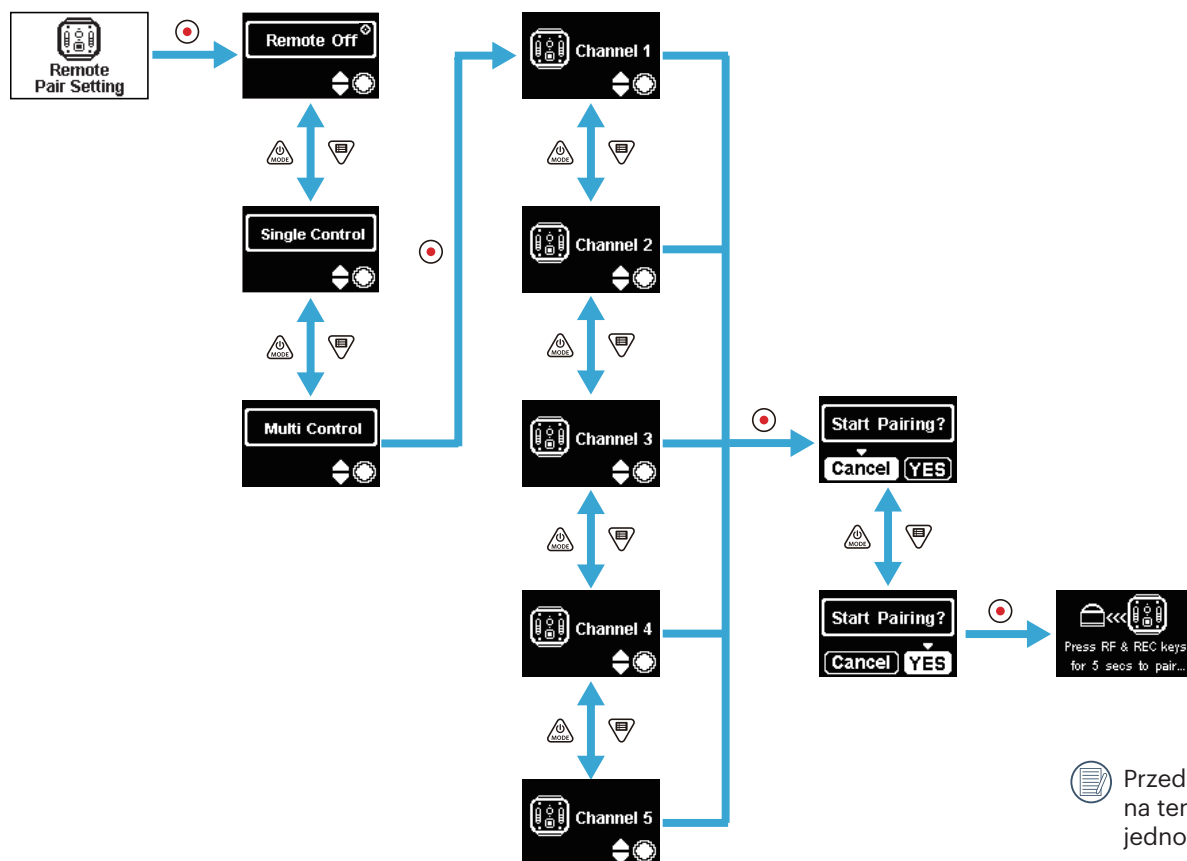 Remote
Pair Setting
Remote Off
MODE
Single Control
MODE
Multi Control
Channel 1
MODE
Channel 2
MODE
Channel 3
MODE
Channel 4
MODE
Channel 5
Start Pairing?
Cancel YES
MODE
Start Pairing?
Cancel YES
Press RF & REC keys
for 5 secs to pair...
Przed
na ter
jedno